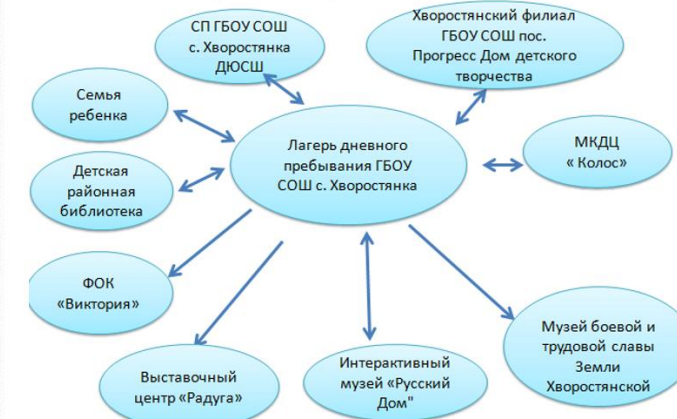 СП ГБОУ СОШ
с. Хворостянка
ДЮСШ
Хворостянский филиал
ГБОУ СОШ пос.
Прогресс Дом детского
творчества
Семья
ребенка
Лагерь дневного
пребывания ГБОУ
СОШ с. Хворостянка
МКДЦ
« Колос»
Детская
районная
библиотека
ФОК
«Виктория»
Выставочный
центр «Радуга»
Интерактивный
музей «Русский
Дом"
Музей боевой и
трудовой славы
Земли
Хворостянской